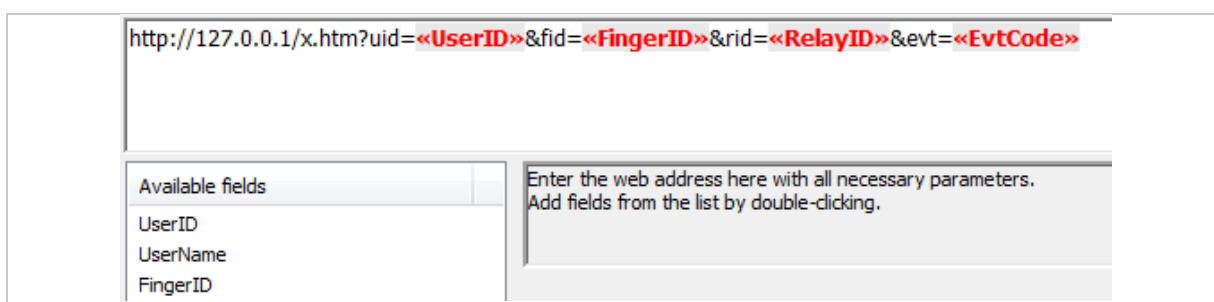 http://127.0.0.1/x.htm?uid=«UserID»&fid=«FingerID»&rid=«RelayID»&evt=«EvtCode»
Available fields
UserID
UserName
FingerID
Enter the web address here with all necessary parameters.
Add fields from the list by double-clicking.